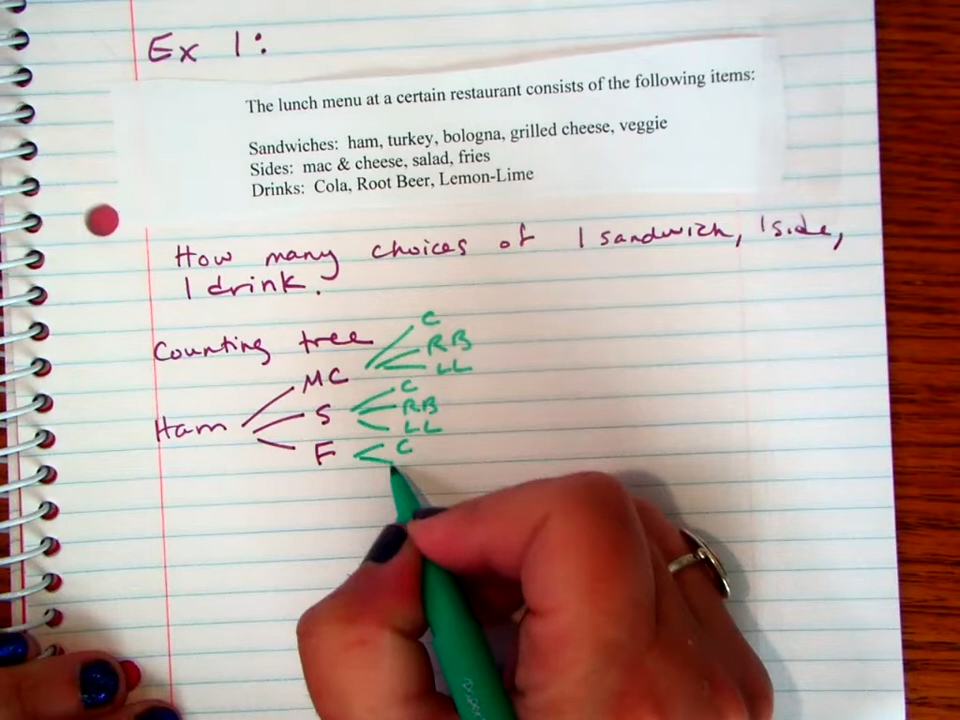 Ex 1:
The lunch menu at a certain restaurant consists of the following items:
Sandwiches: ham, turkey, bologna, grilled cheese, veggie
Sides: mac & cheese, salad, fries
Drinks: Cola, Root Beer, Lemon-Lime
How many choices of 1 sandwich, 1 side,
1 drink.
Counting tree
C
RB
LL
MC
C
Ham
S
RB
LL
F
C